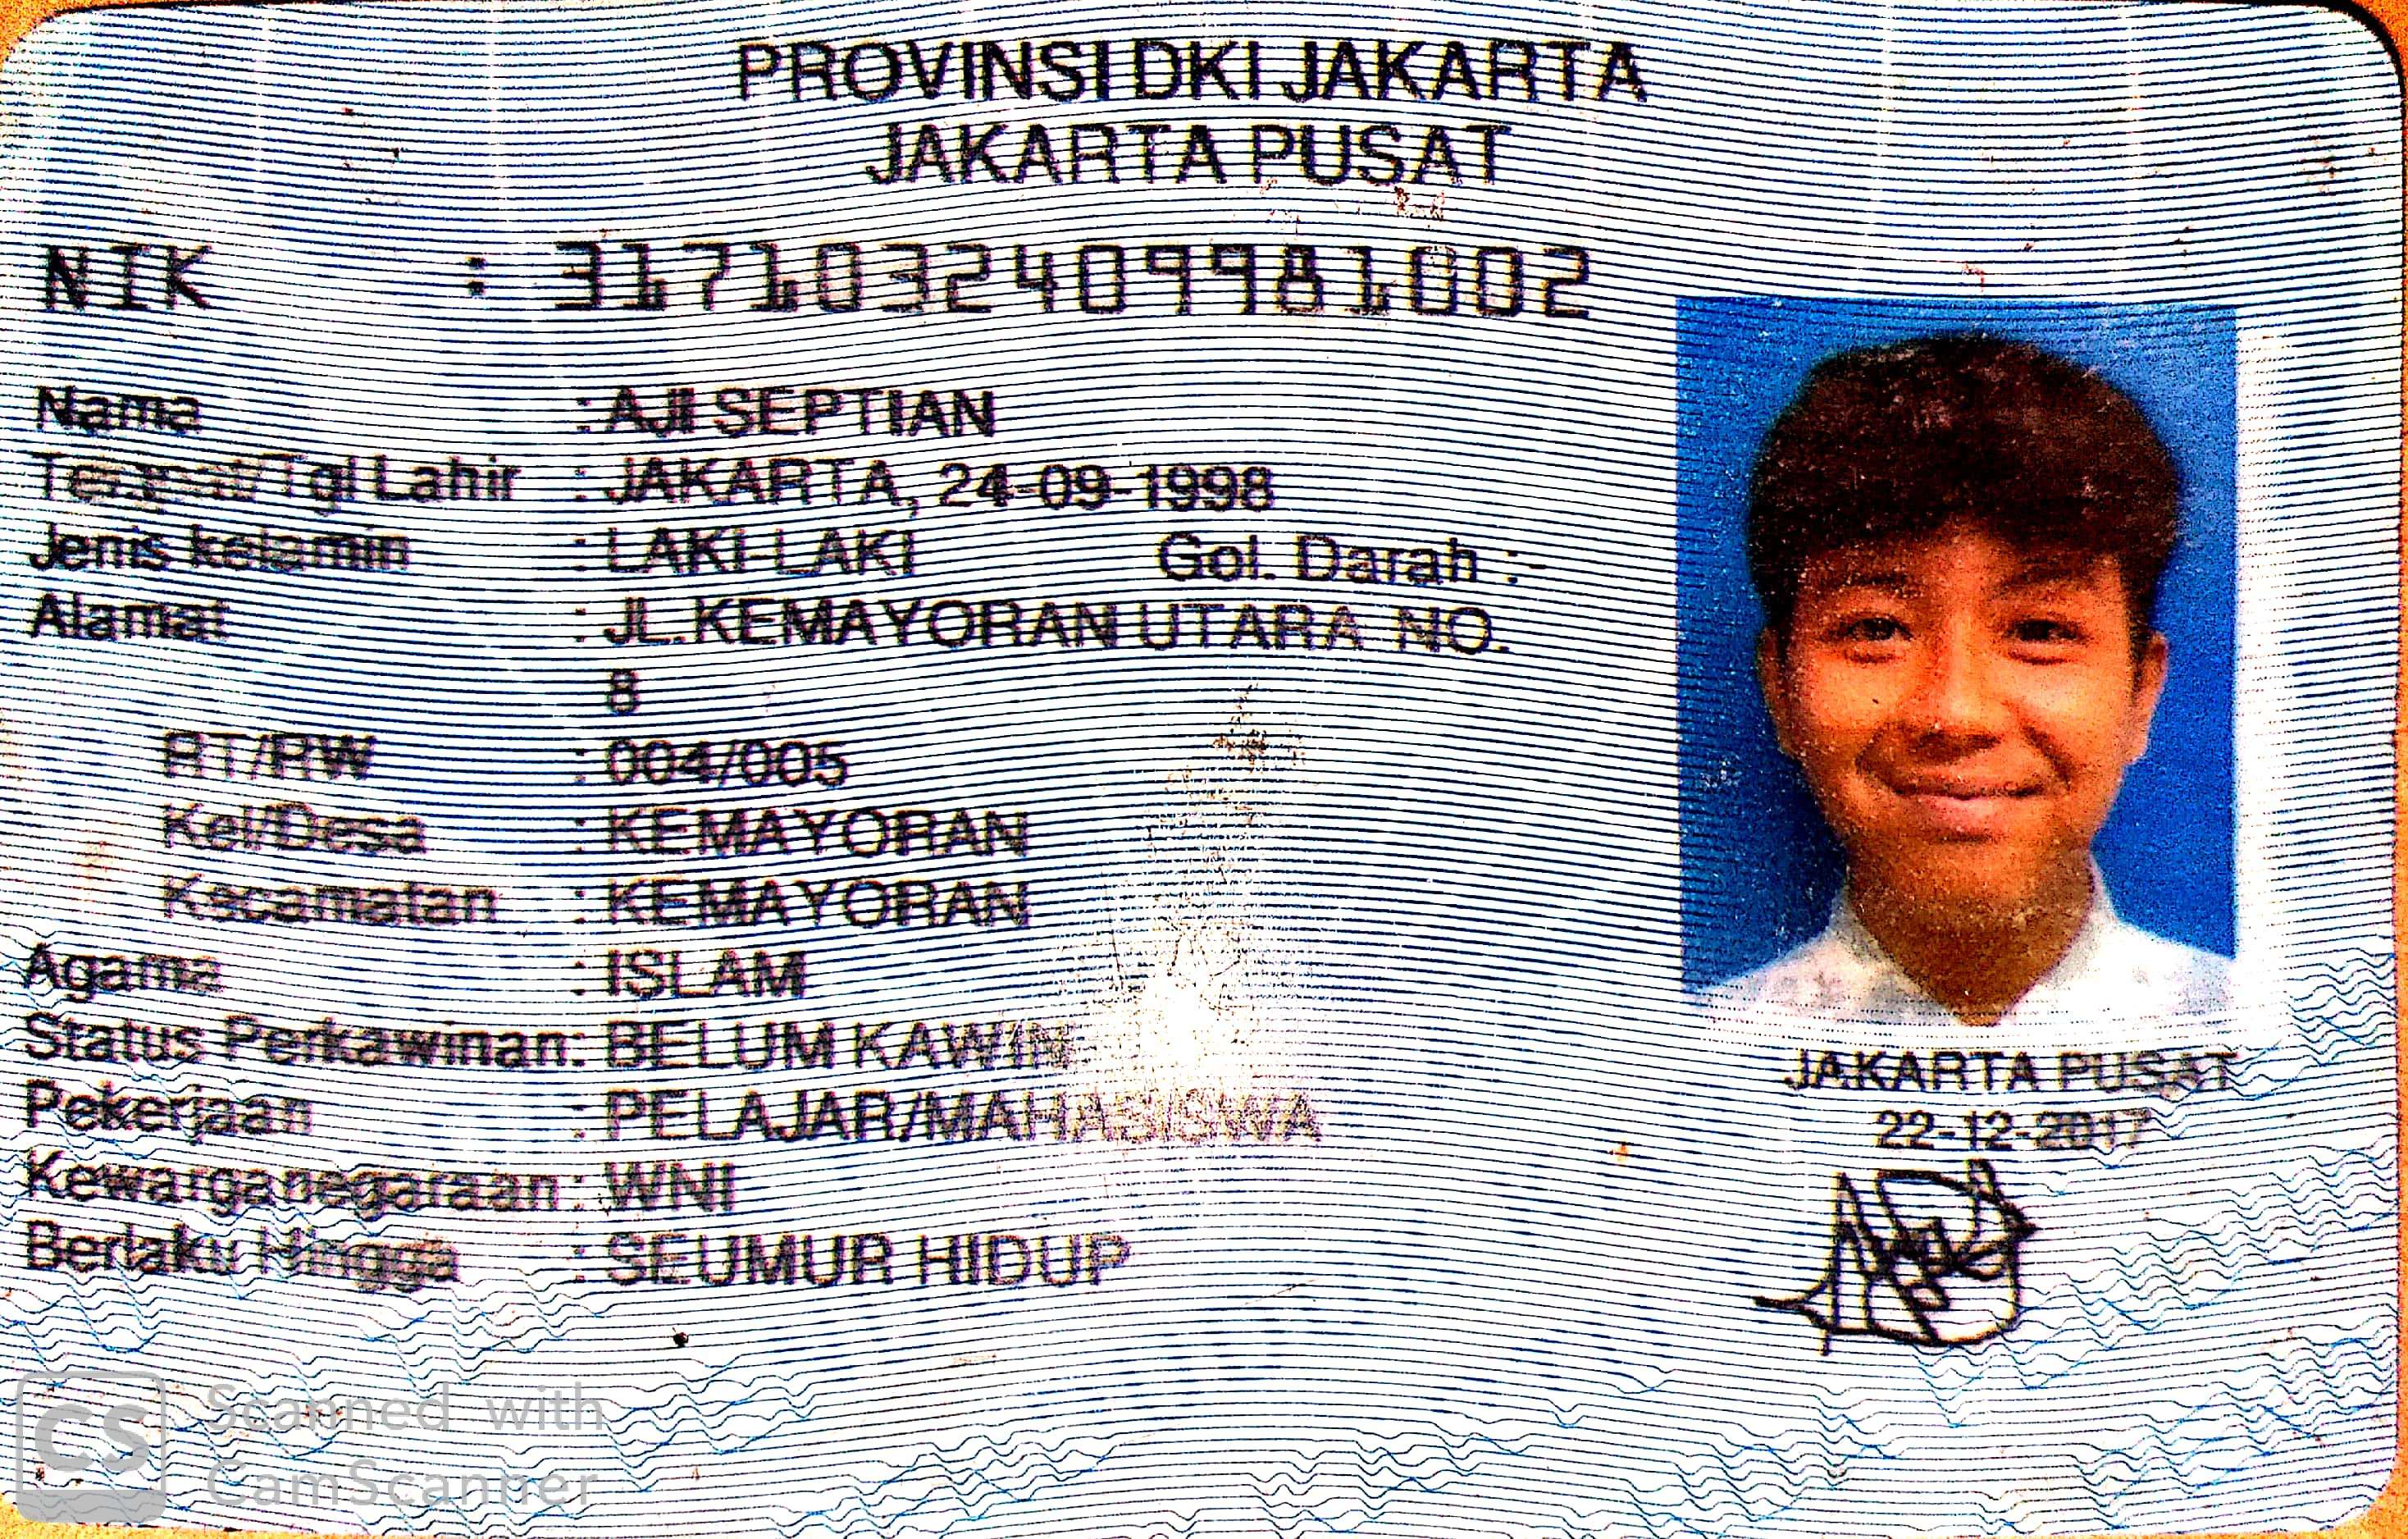 PROVINSI DKI JAKARTA
JAKARTA PUSAT
NIK : 3171032409981002
Nama : AJI SEPTIAN
Tempat/Tgl Lahir : JAKARTA, 24-09-1998
Jenis kelamin : LAKI-LAKI Gol. Darah : -
Alamat : JL.KEMAYORAN UTARA NO.
8
RT/RW : 004/005
Kel/Desa : KEMAYORAN
Kecamatan : KEMAYORAN
Agama : ISLAM
Status Perkawinan: BELUM KAWIN
Pekerjaan : PELAJAR/MAHASISWA
Kewarganegaraan : WNI
Berlaku Hingga : SEUMUR HIDUP
JAKARTA PUSAT
22-12-2017
CS Scanned with
CamScanner